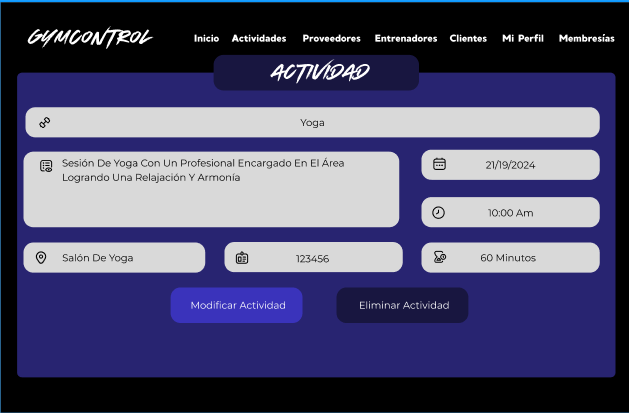 GYMCONTROL
Inicio Actividades Proveedores Entrenadores Clientes Mi Perfil Membresías
ACTIVIDAD
Yoga
Sesión De Yoga Con Un Profesional Encargado En El Área
Logrando Una Relajación Y Armonía
21/19/2024
10:00 Am
Salón De Yoga
123456
60 Minutos
Modificar Actividad
Eliminar Actividad